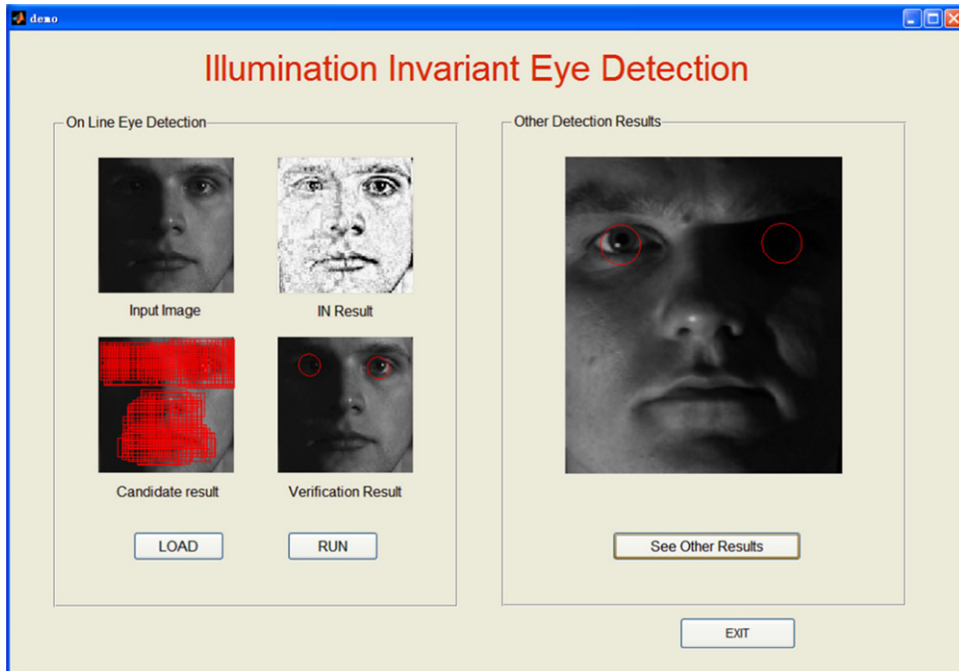 demo
Illumination Invariant Eye Detection
On Line Eye Detection
Input Image
IN Result
Candidate result
Verification Result
LOAD
RUN
Other Detection Results
See Other Results
EXIT